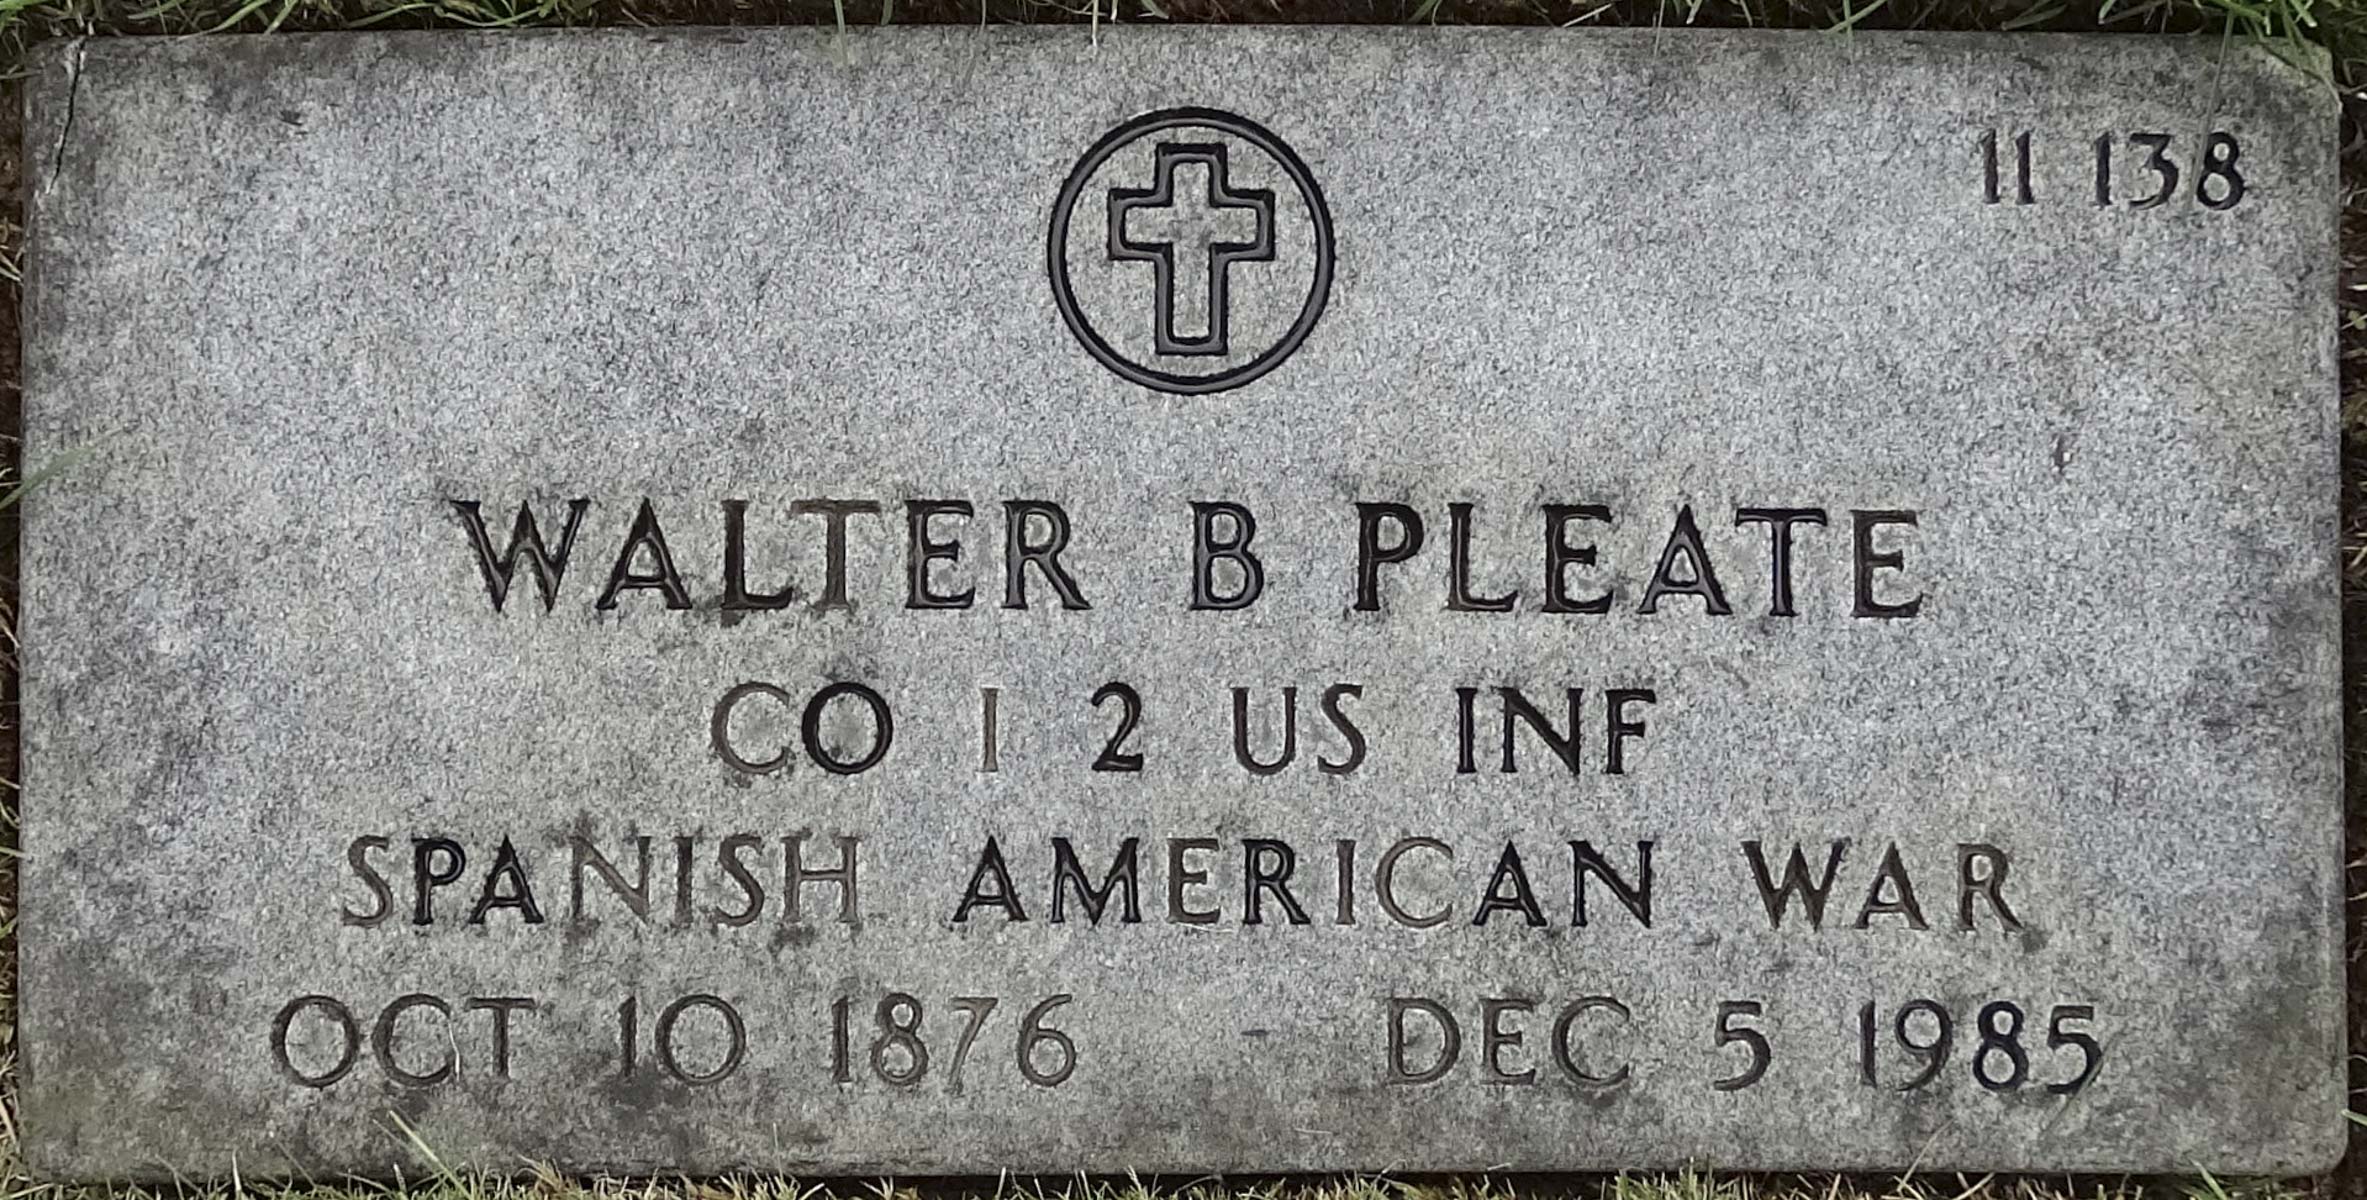 11 138
WALTER B PLEATE
CO I 2 US INF
SPANISH AMERICAN WAR
OCT 10 1876 DEC 5 1985